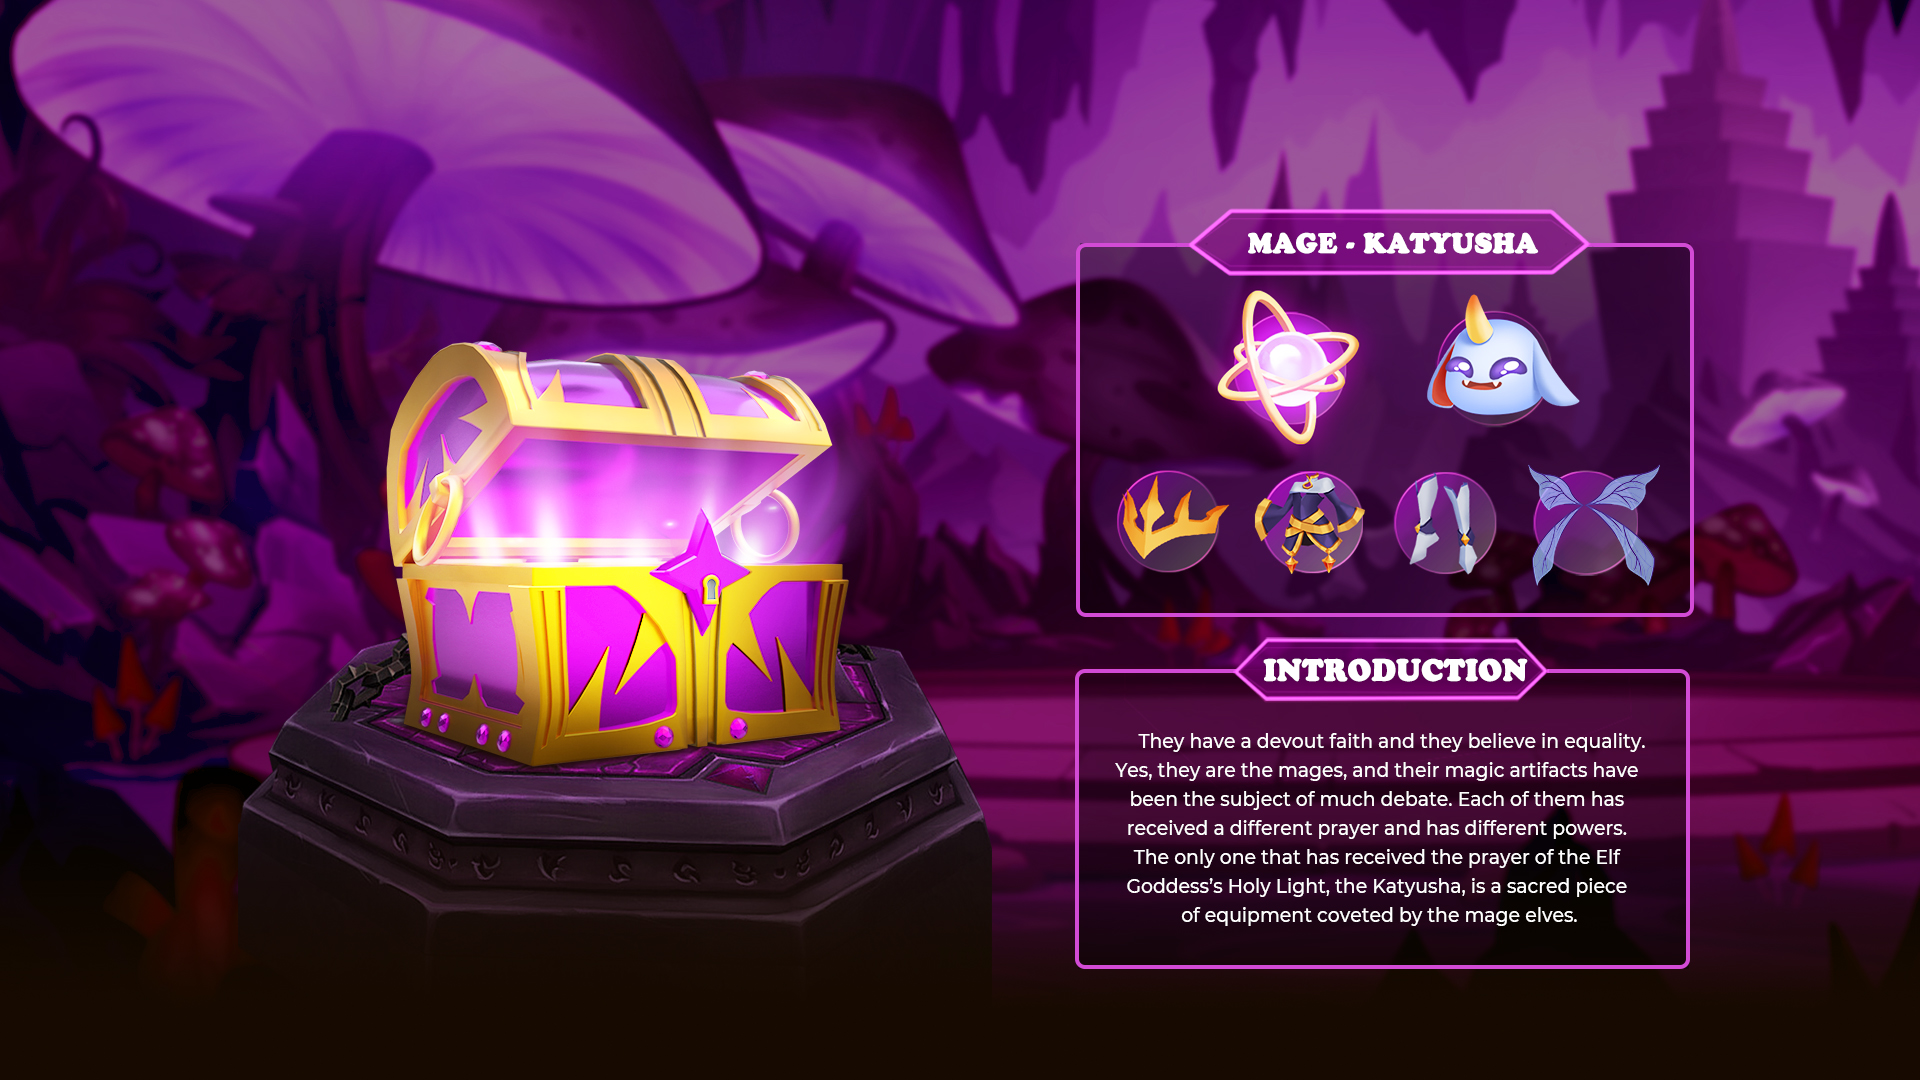 MAGE - KATYUSHA
INTRODUCTION
They have a devout faith and they believe in equality.
Yes, they are the mages, and their magic artifacts have
been the subject of much debate. Each of them has
received a different prayer and has different powers.
The only one that has received the prayer of the Elf
Goddess’s Holy Light, the Katyusha, is a sacred piece
of equipment coveted by the mage elves.